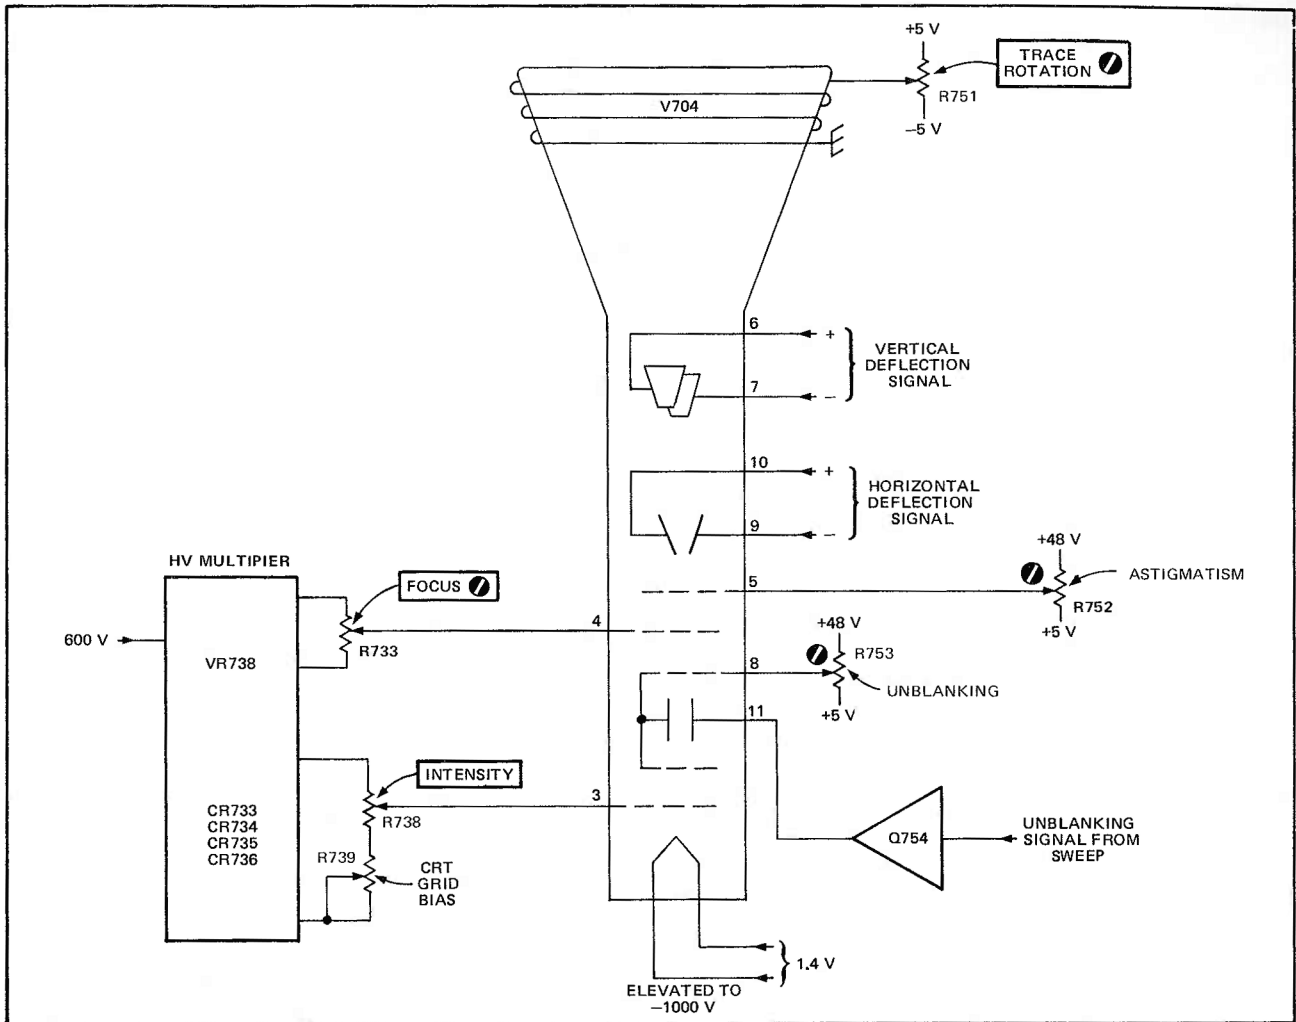 +5 V
TRACE
ROTATION
R751
V704
−5 V
6
+
VERTICAL
DEFLECTION
SIGNAL
7
−
10
+
HORIZONTAL
DEFLECTION
SIGNAL
9
−
HV MULTIPIER
+48 V
FOCUS
5
ASTIGMATISM
R752
4
+48 V
+5 V
600 V
R733
VR738
R753
8
UNBLANKING
+5 V
11
INTENSITY
3
R738
CR733
CR734
CR735
CR736
R739
CRT
GRID
BIAS
Q754
UNBLANKING
SIGNAL FROM
SWEEP
1.4 V
ELEVATED TO
−1000 V